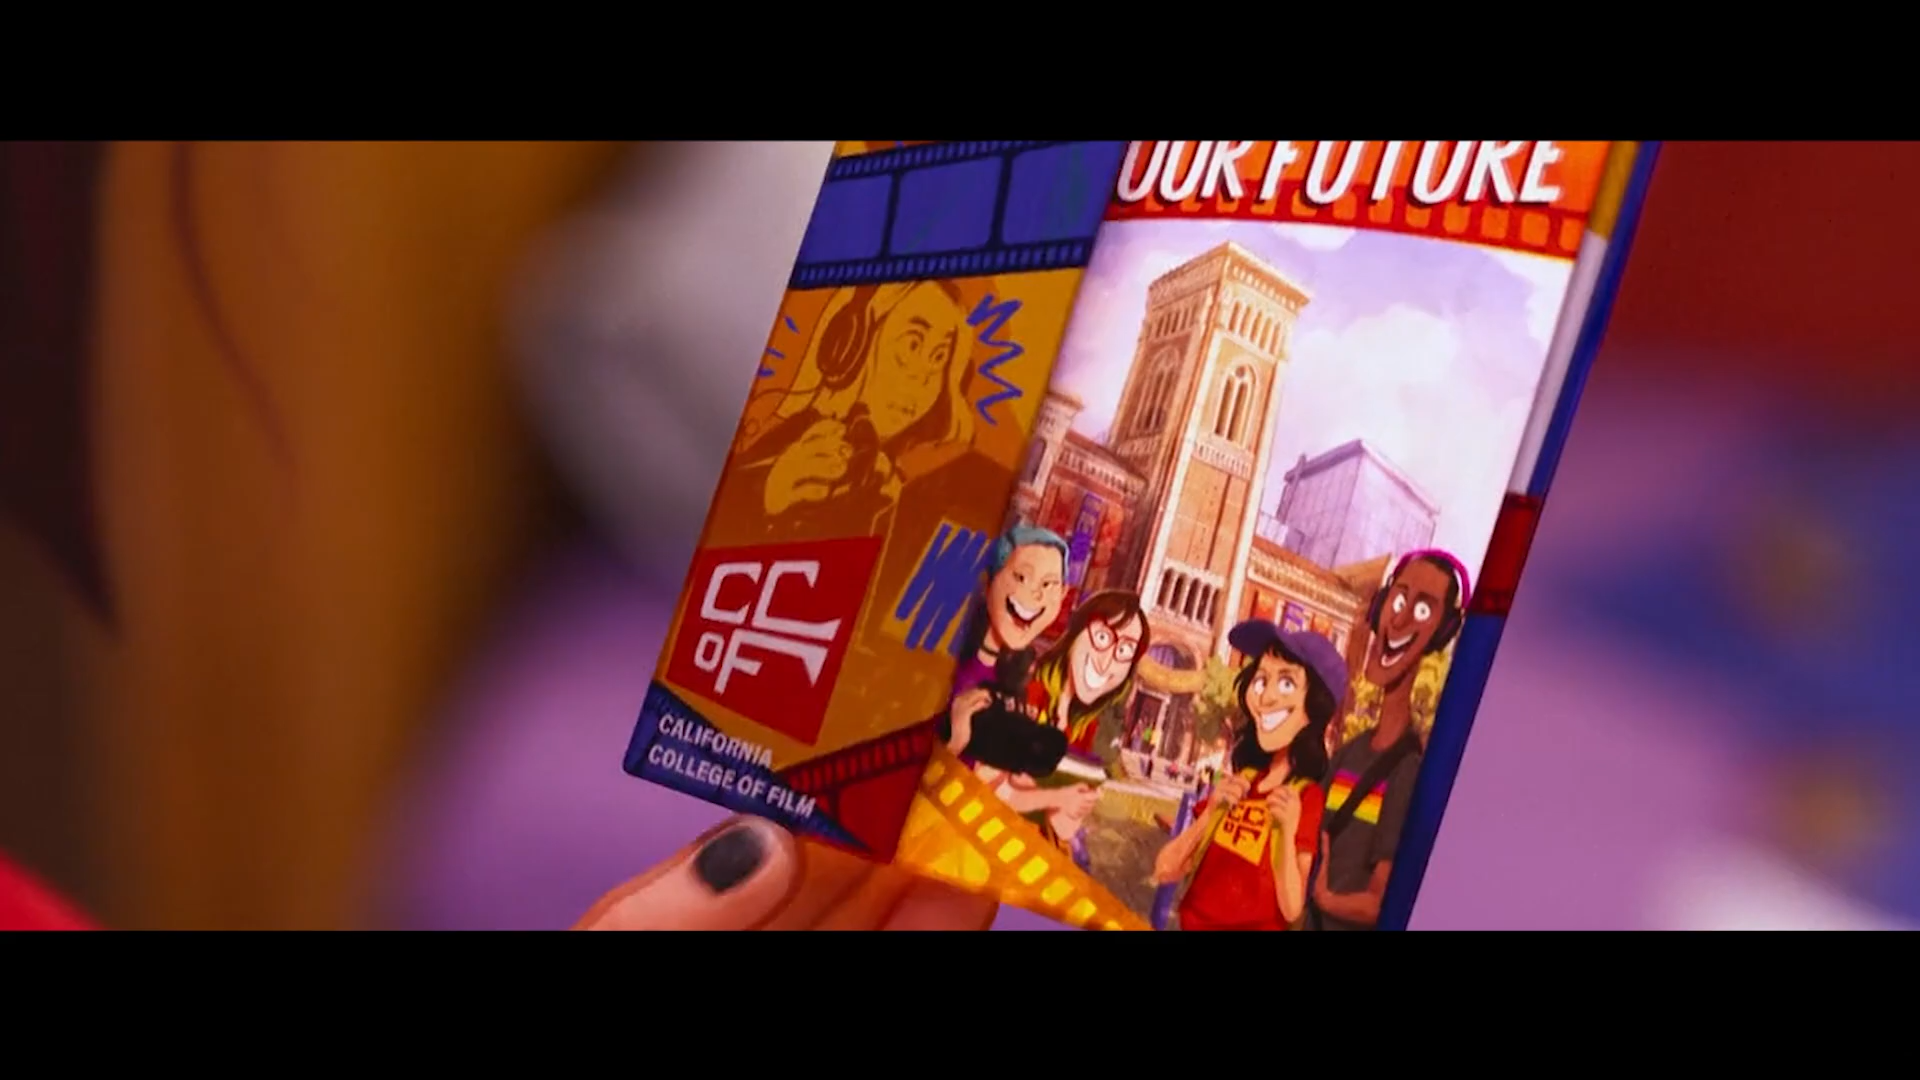 OUR FUTURE
CC
OF
CALIFORNIA
COLLEGE OF FILM
CC
OF